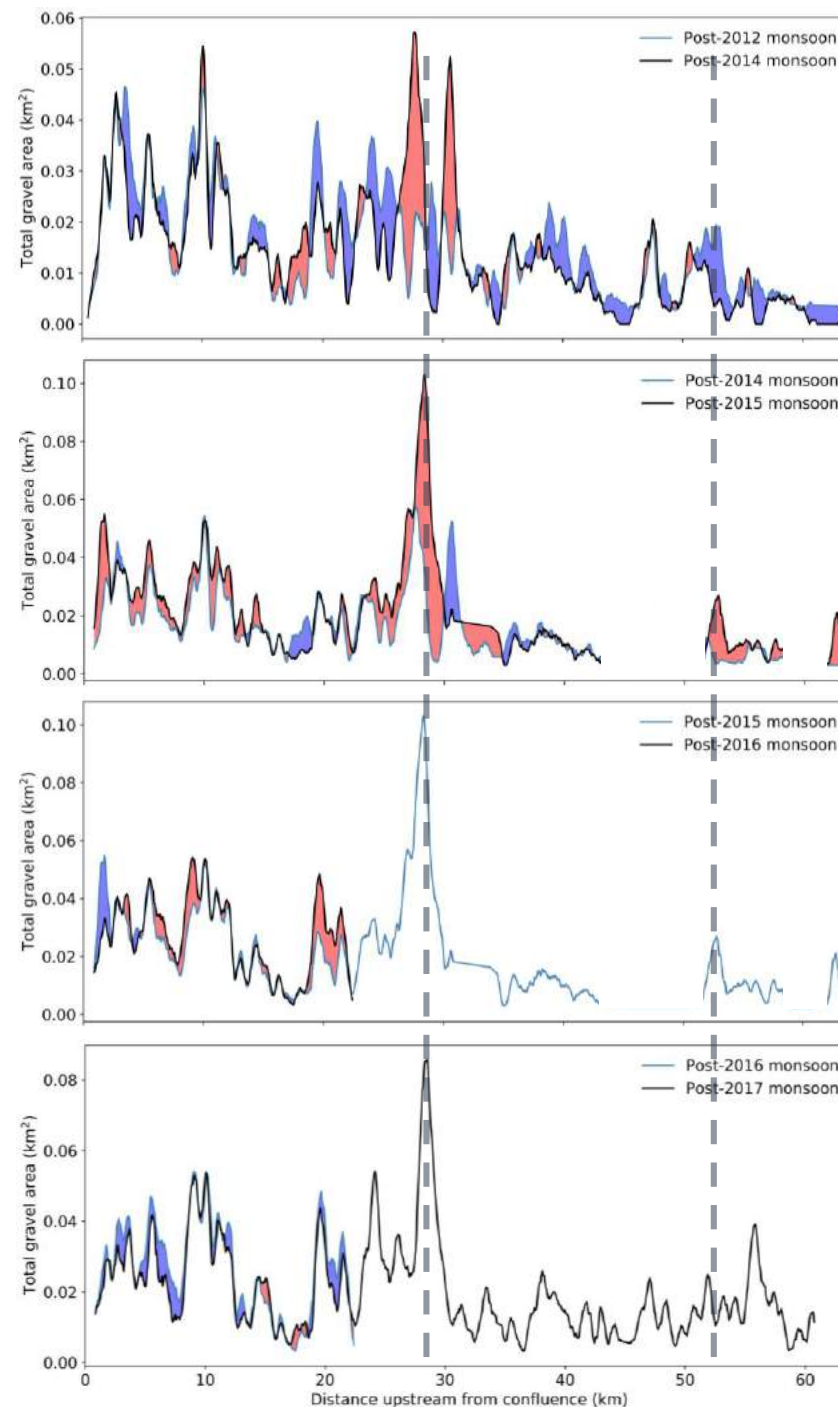 0.06
0.05
0.04
0.03
0.02
0.01
0.00
Total gravel area (km²)
Post-2012 monsoon
Post-2014 monsoon
0.10
0.08
0.06
0.04
0.02
0.00
Total gravel area (km²)
Post-2014 monsoon
Post-2015 monsoon
0.10
0.08
0.06
0.04
0.02
0.00
Total gravel area (km²)
Post-2015 monsoon
Post-2016 monsoon
0.08
0.06
0.04
0.02
0.00
Total gravel area (km²)
Post-2016 monsoon
Post-2017 monsoon
0 10 20 30 40 50 60
Distance upstream from confluence (km)